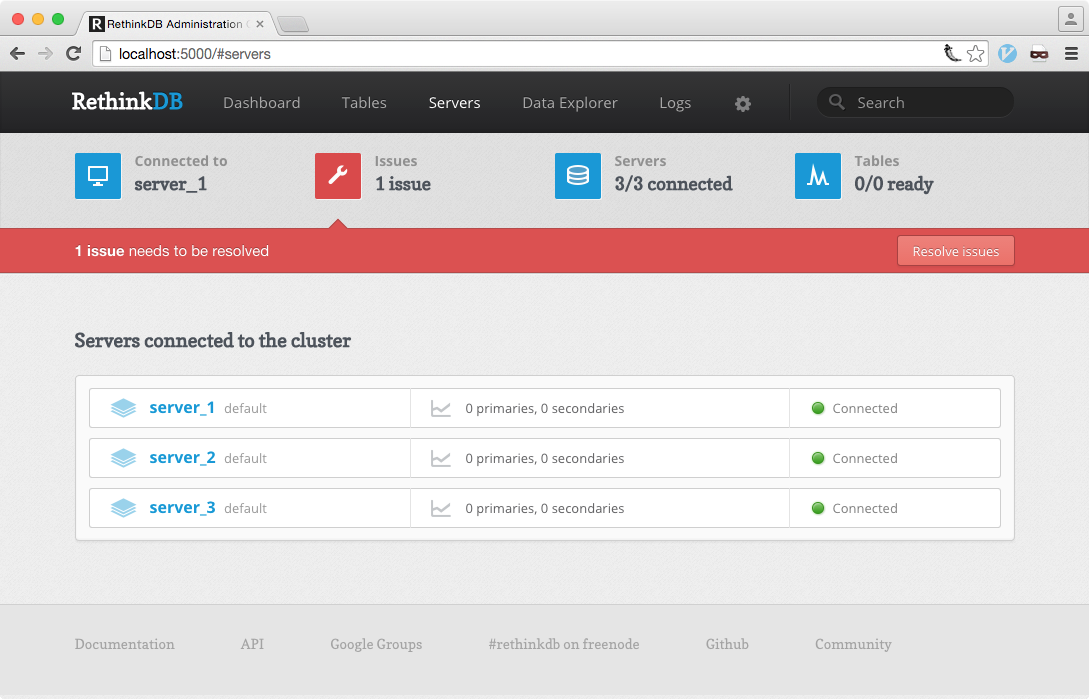 RethinkDB Administration C
localhost:5000/#servers
RethinkDB Dashboard Tables Servers Data Explorer Logs Search
Connected to
server_1
Issues
1 issue
Servers
3/3 connected
Tables
0/0 ready
1 issue needs to be resolved Resolve issues
Servers connected to the cluster
server_1 default 0 primaries, 0 secondaries Connected
server_2 default 0 primaries, 0 secondaries Connected
server_3 default 0 primaries, 0 secondaries Connected
Documentation API Google Groups #rethinkdb on freenode Github Community